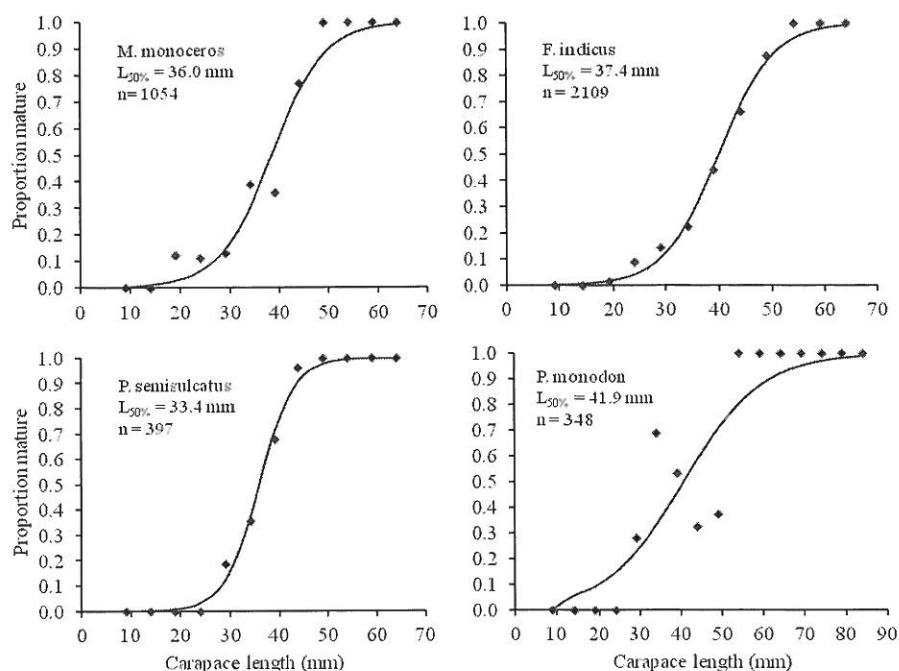 M. monoceros
L50% = 36.0 mm
n= 1054
Proportion mature
1.0
0.9
0.8
0.7
0.6
0.5
0.4
0.3
0.2
0.1
0.0
0 10 20 30 40 50 60 70
F. indicus
L50% = 37.4 mm
n = 2109
1.0
0.9
0.8
0.7
0.6
0.5
0.4
0.3
0.2
0.1
0.0
0 10 20 30 40 50 60 70
P. semisulcatus
L50% = 33.4 mm
n = 397
Proportion mature
1.0
0.9
0.8
0.7
0.6
0.5
0.4
0.3
0.2
0.1
0.0
0 10 20 30 40 50 60 70
Carapace length (mm)
P. monodon
L50% = 41.9 mm
n = 348
1.0
0.9
0.8
0.7
0.6
0.5
0.4
0.3
0.2
0.1
0.0
0 10 20 30 40 50 60 70 80 90
Carapace length (mm)